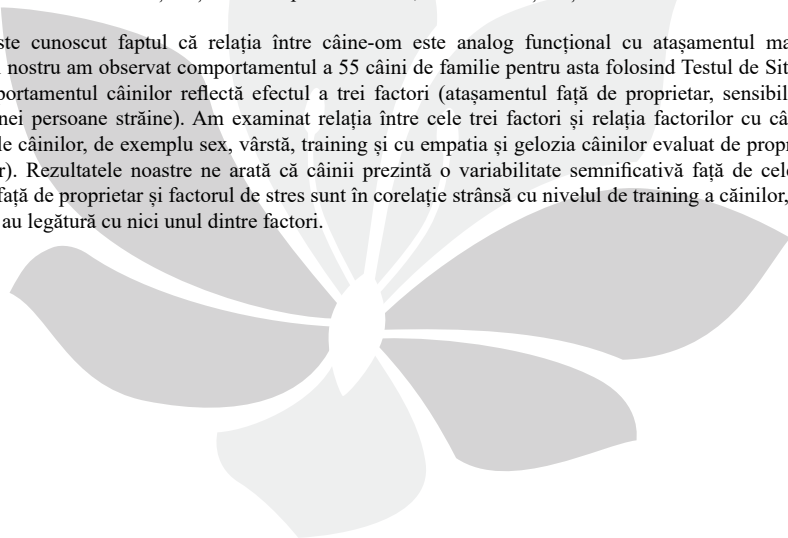 ste cunoscut faptul că relația între câine-om este analog funcțional cu atașamentul ma
nostru am observat comportamentul a 55 câini de familie pentru asta folosind Testul de Sit
portamentul câinilor reflectă efectul a trei factori (atașamentul față de proprietar, sensibil
nei persoane străine). Am examinat relația între cele trei factori și relația factorilor cu câ
le câinilor, de exemplu sex, vârstă, training și cu empatia și gelozia câinilor evaluat de propr
r). Rezultatele noastre ne arată că câinii prezintă o variabilitate semnificativă față de cel
față de proprietar și factorul de stres sunt în corelație strânsă cu nivelul de training a căinilor,
au legătură cu nici unul dintre factori.